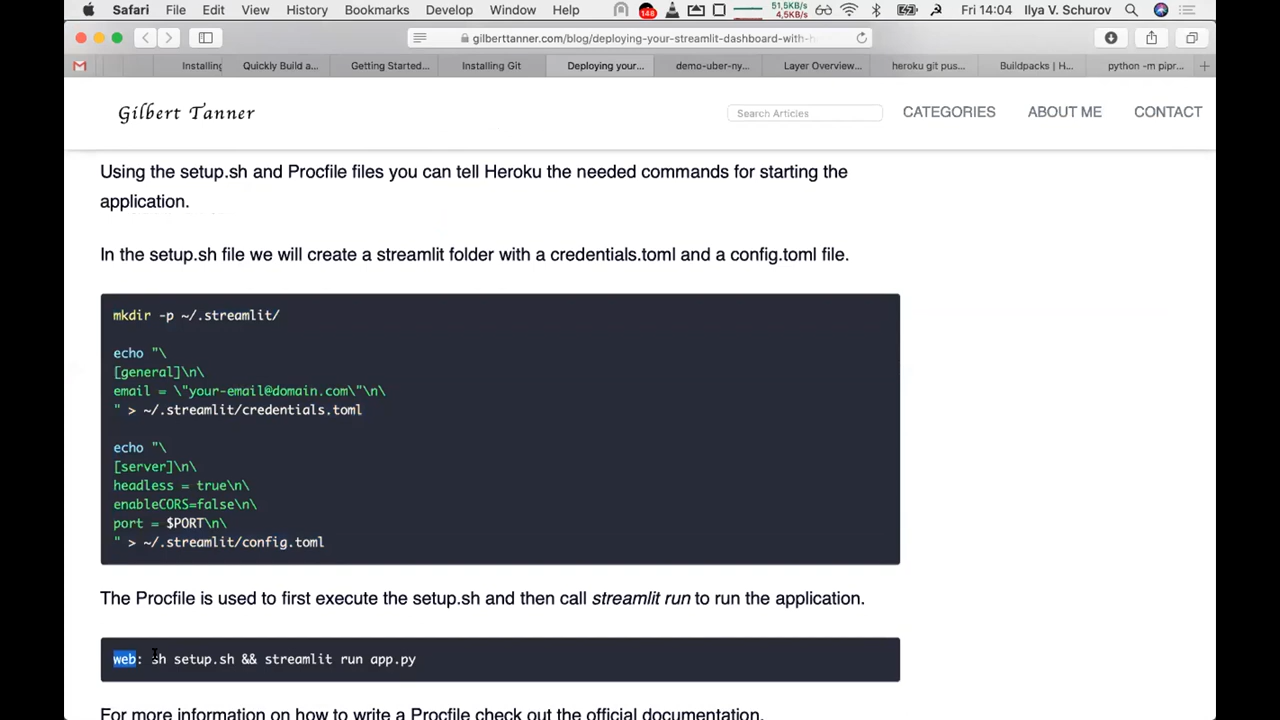 Safari File Edit View History Bookmarks Develop Window Help 148 51,5KB/s 4,5KB/s Fri 14:04 Ilya V. Schurov
gilberttanner.com/blog/deploying-your-streamlit-dashboard-with-h
Installing Quickly Build a... Getting Started... Installing Git Deploying your... demo-uber-ny... Layer Overview... heroku git pus... Buildpacks | H... python -m pipr...
Gilbert Tanner Search Articles CATEGORIES ABOUT ME CONTACT
Using the setup.sh and Procfile files you can tell Heroku the needed commands for starting the
application.
In the setup.sh file we will create a streamlit folder with a credentials.toml and a config.toml file.
mkdir -p ~/.streamlit/
echo "\
[general]\n\
email = \"your-email@domain.com\"\n\
" > ~/.streamlit/credentials.toml
echo "\
[server]\n\
headless = true\n\
enableCORS=false\n\
port = $PORT\n\
" > ~/.streamlit/config.toml
The Procfile is used to first execute the setup.sh and then call streamlit run to run the application.
web: sh setup.sh && streamlit run app.py
For more information on how to write a Procfile check out the official documentation.